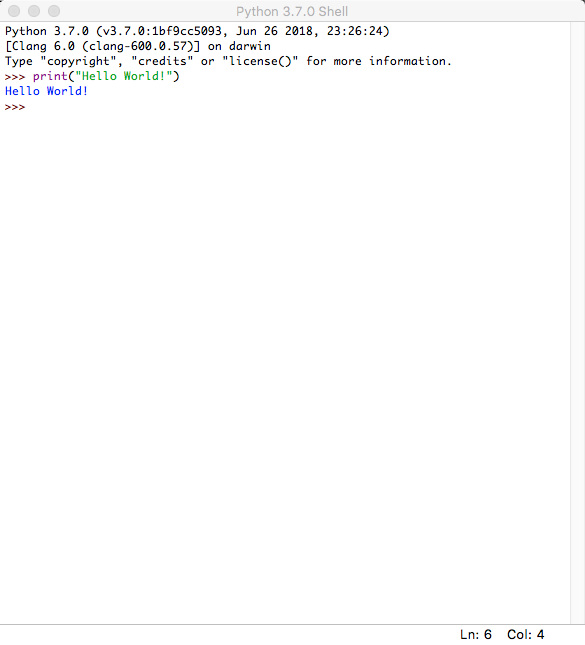 Python 3.7.0 Shell
Python 3.7.0 (v3.7.0:1bf9cc5093, Jun 26 2018, 23:26:24)
[Clang 6.0 (clang-600.0.57)] on darwin
Type "copyright", "credits" or "license()" for more information.
>>> print("Hello World!")
Hello World!
>>>
Ln: 6 Col: 4